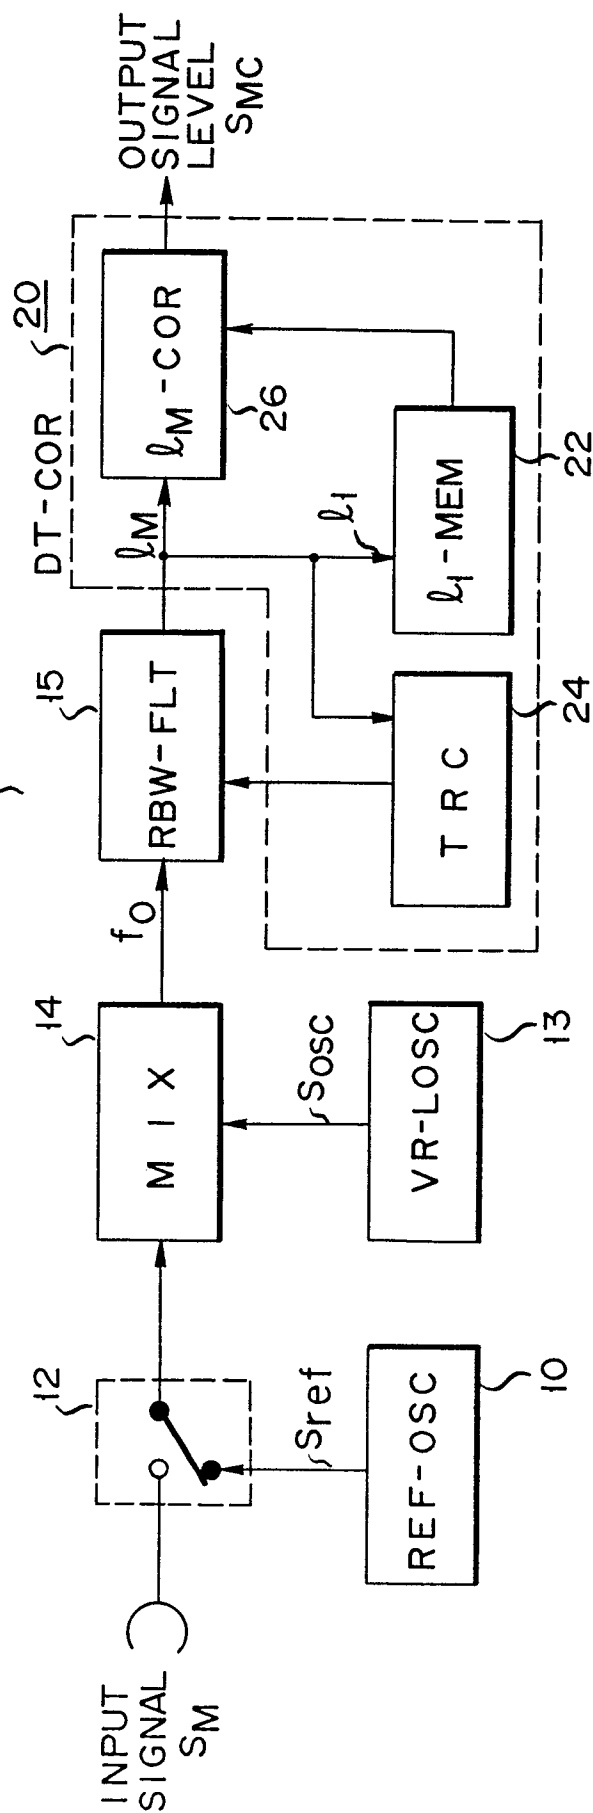 INPUT
SIGNAL
SM
12
Sref
REF-OSC
10
14
MIX
SOSC
VR-LOSC
13
fO
15
RBW-FLT
TRC
24
DT-COR
20
ℓM
ℓM-COR
26
ℓ1
ℓ1-MEM
22
OUTPUT
SIGNAL
LEVEL
SMC